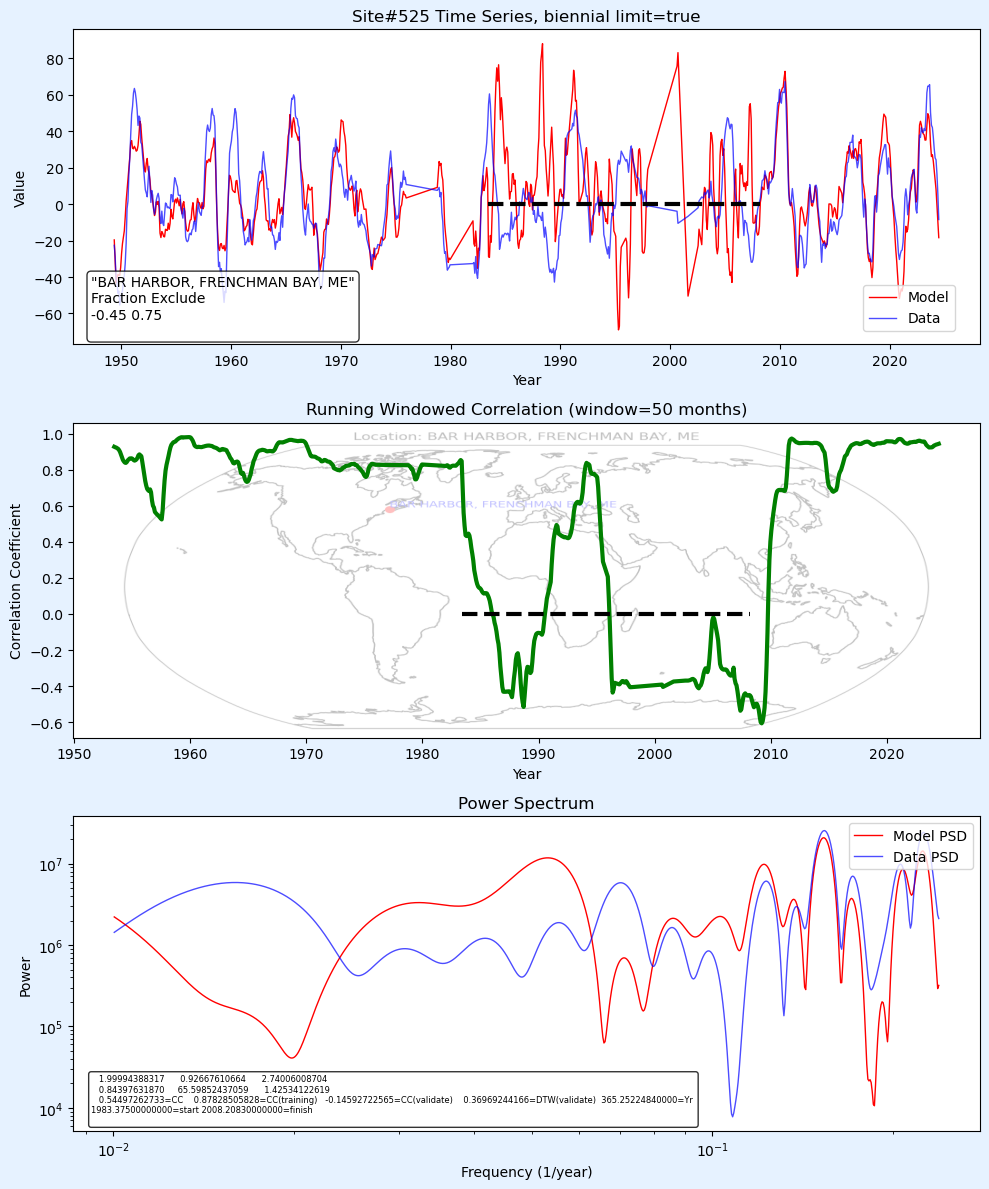 Site#525 Time Series, biennial limit=true
Value
80
60
40
20
0
−20
−40
−60
"BAR HARBOR, FRENCHMAN BAY, ME"
Fraction Exclude
-0.45 0.75
Model
Data
1950
1960
1970
1980
1990
2000
2010
2020
Year
Running Windowed Correlation (window=50 months)
Location: BAR HARBOR, FRENCHMAN BAY, ME
BAR HARBOR, FRENCHMAN BAY, ME
Correlation Coefficient
1.0
0.8
0.6
0.4
0.2
0.0
−0.2
−0.4
−0.6
1950
1960
1970
1980
1990
2000
2010
2020
Year
Power Spectrum
Model PSD
Data PSD
Power
10^7
10^6
10^5
10^4
1.99994388317 0.92667610664 2.74006008704
0.84397631870 65.59852437059 1.42534122619
0.54497262733=CC 0.87828505828=CC(training) -0.14592722565=CC(validate) 0.36969244166=DTW(validate) 365.25224840000=Yr
1983.37500000000=start 2008.20830000000=finish
10^−2
10^−1
Frequency (1/year)